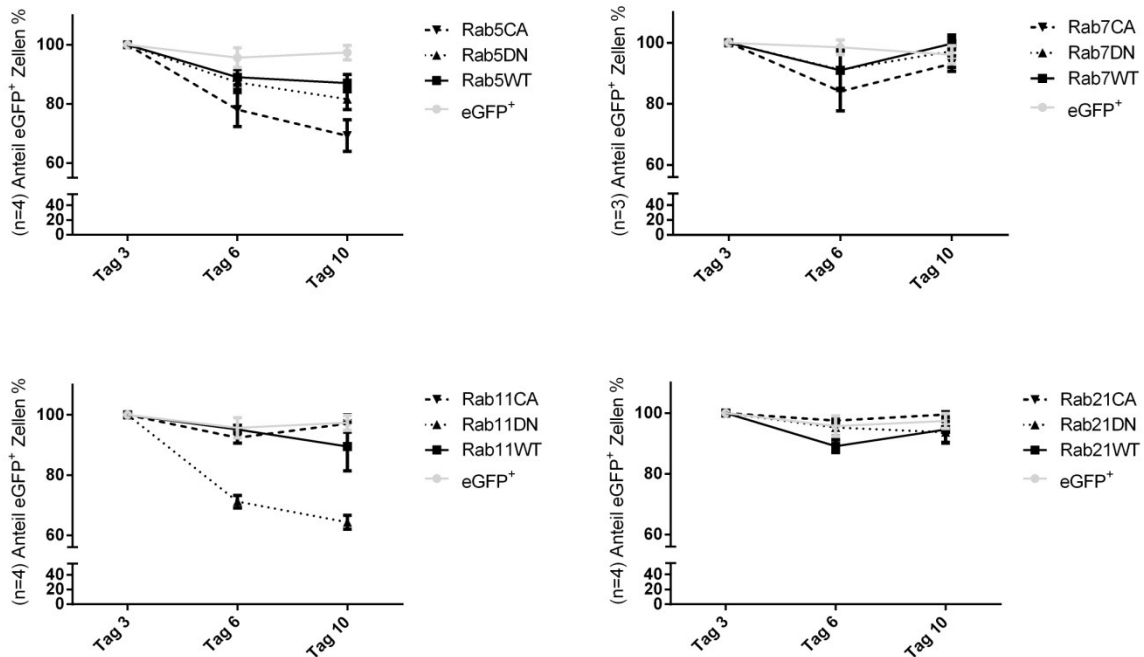 (n=4) Anteil eGFP⁺ Zellen %
100
80
60
40
20
0
Tag 3
Tag 6
Tag 10
Rab5CA
Rab5DN
Rab5WT
eGFP⁺
(n=3) Anteil eGFP⁺ Zellen %
100
80
60
40
20
0
Tag 3
Tag 6
Tag 10
Rab7CA
Rab7DN
Rab7WT
eGFP⁺
(n=4) Anteil eGFP⁺ Zellen %
100
80
60
40
20
0
Tag 3
Tag 6
Tag 10
Rab11CA
Rab11DN
Rab11WT
eGFP⁺
(n=4) Anteil eGFP⁺ Zellen %
100
80
60
40
20
0
Tag 3
Tag 6
Tag 10
Rab21CA
Rab21DN
Rab21WT
eGFP⁺